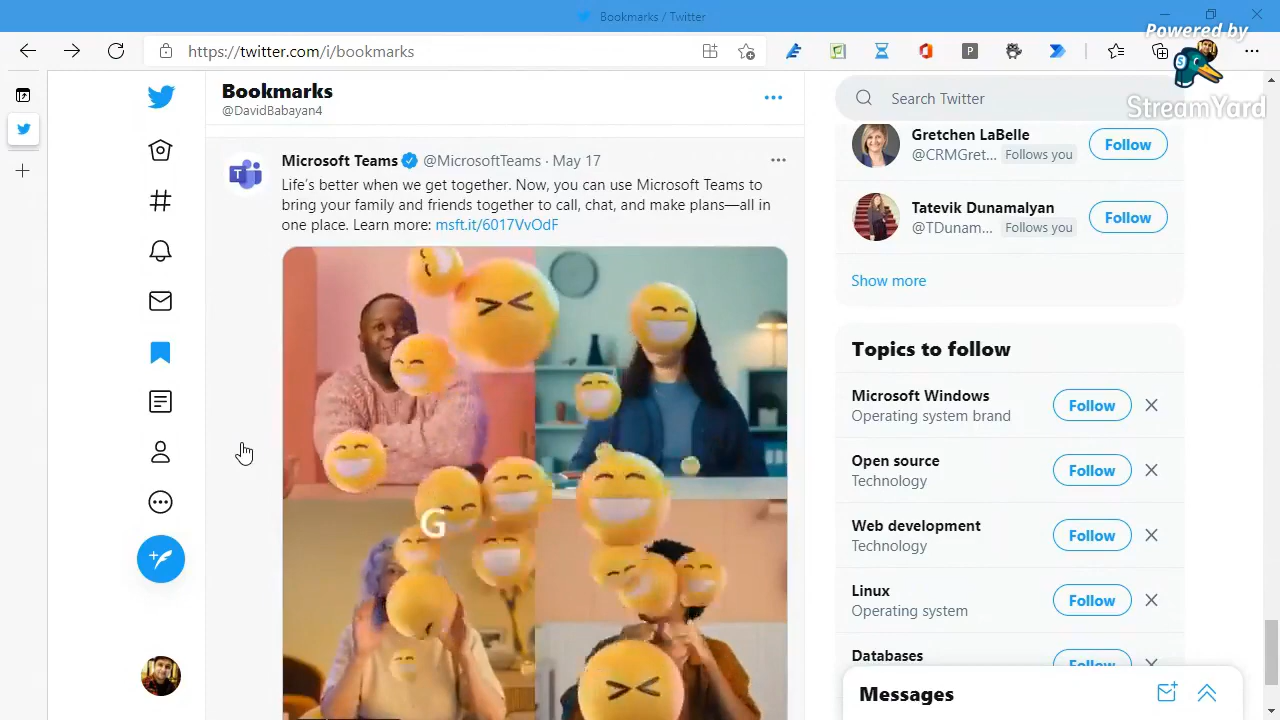 Bookmarks / Twitter
https://twitter.com/i/bookmarks
Powered by
StreamYard
Bookmarks
@DavidBabayan4
Microsoft Teams @MicrosoftTeams · May 17
Life's better when we get together. Now, you can use Microsoft Teams to
bring your family and friends together to call, chat, and make plans—all in
one place. Learn more: msft.it/6017VvOdF
G
Search Twitter
Gretchen LaBelle
@CRMGret... Follows you
Follow
Tatevik Dunamalyan
@TDunam... Follows you
Follow
Show more
Topics to follow
Microsoft Windows
Operating system brand
Follow
Open source
Technology
Follow
Web development
Technology
Follow
Linux
Operating system
Follow
Databases
Follow
Messages